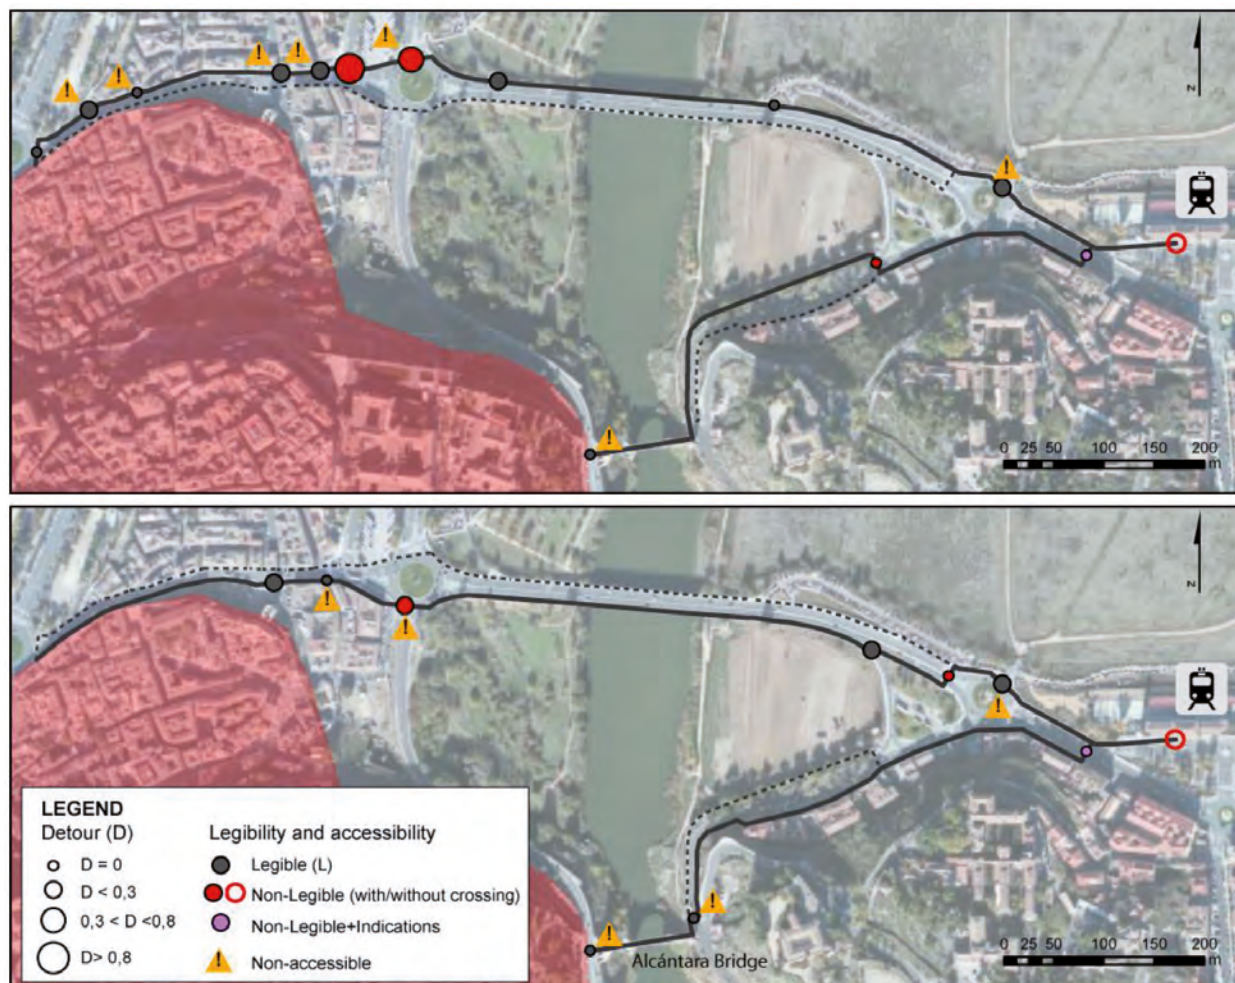 !
!
!
!
!
N
!
!
0 25 50 100 150 200
m
N
!
!
!
!
!
Alcántara Bridge
0 25 50 100 150 200
m
LEGEND
Detour (D)
Legibility and accessibility
D = 0
Legible (L)
D < 0,3
Non-Legible (with/without crossing)
0,3 < D <0,8
Non-Legible+Indications
D> 0,8
! Non-accessible